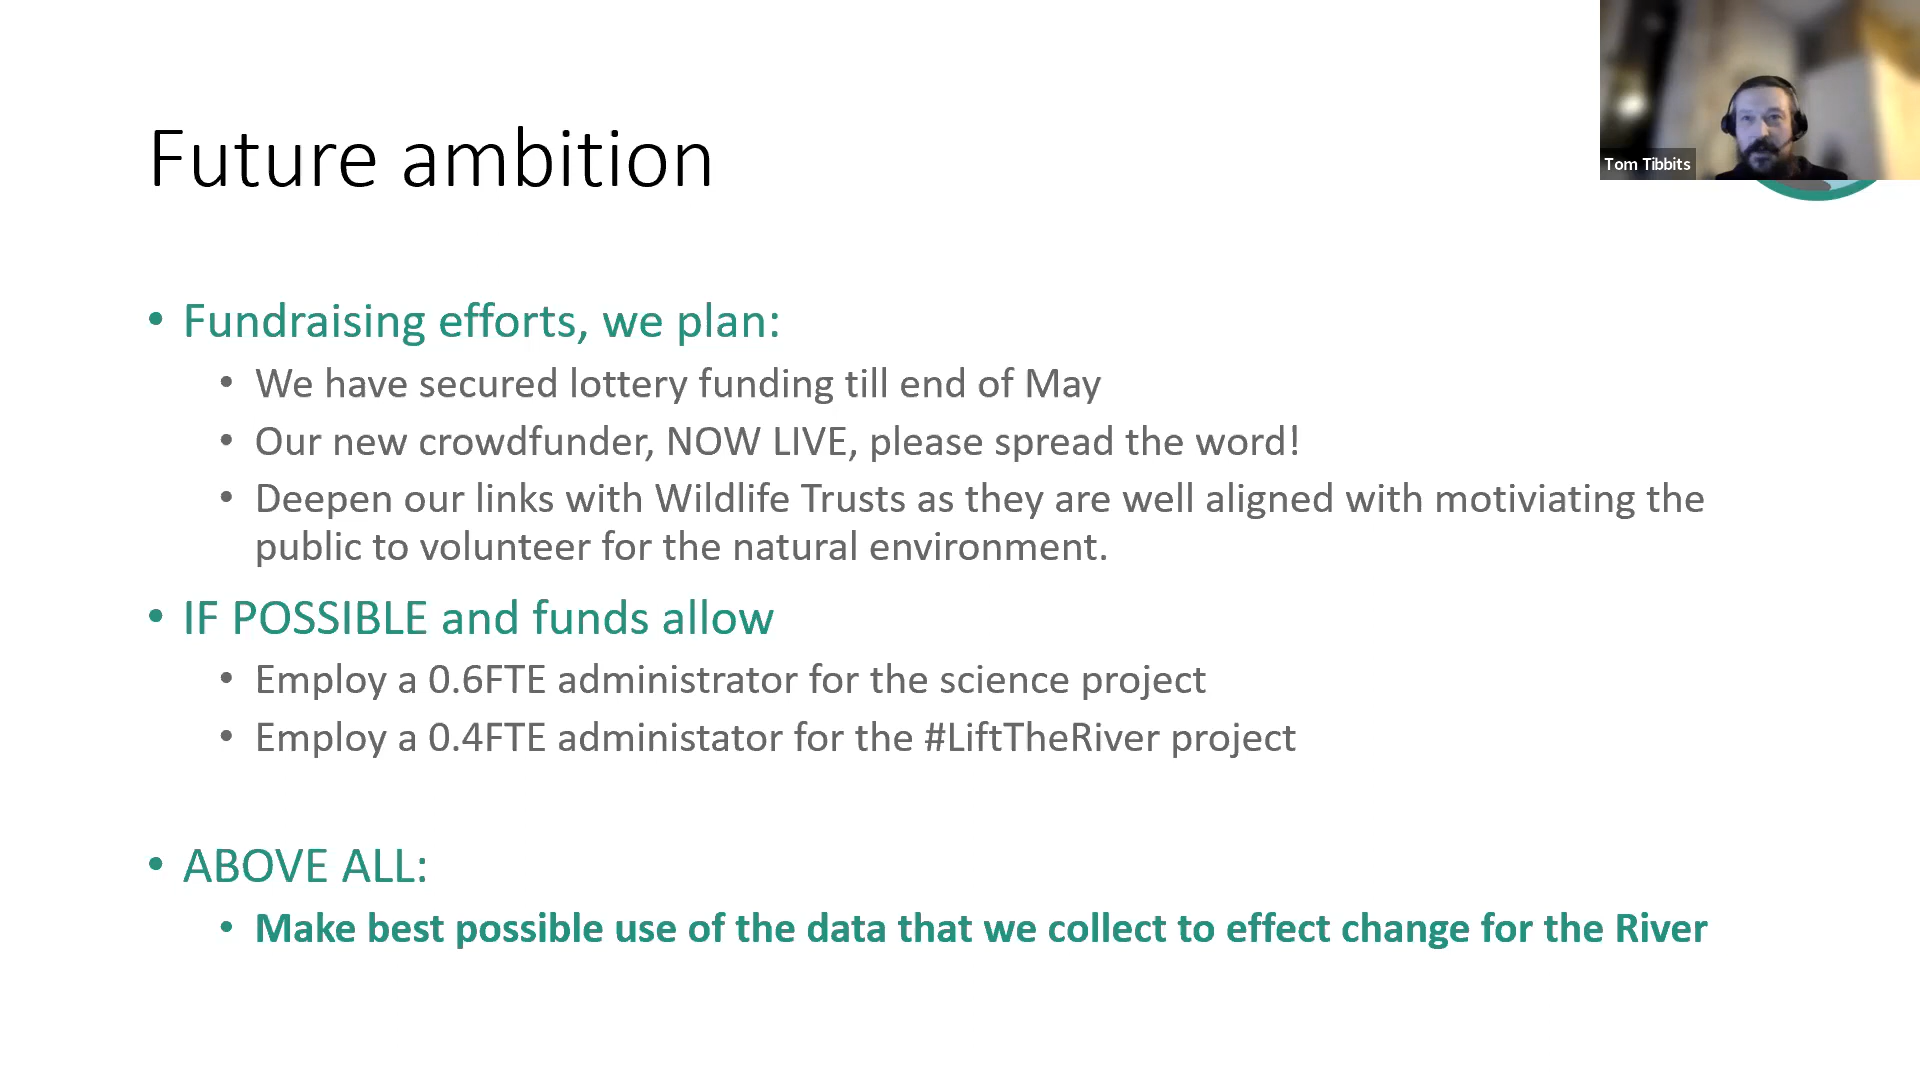 Tom Tibbits
Future ambition
• Fundraising efforts, we plan:
• We have secured lottery funding till end of May
• Our new crowdfunder, NOW LIVE, please spread the word!
• Deepen our links with Wildlife Trusts as they are well aligned with motiviating the
public to volunteer for the natural environment.
• IF POSSIBLE and funds allow
• Employ a 0.6FTE administrator for the science project
• Employ a 0.4FTE administator for the #LiftTheRiver project
• ABOVE ALL:
• Make best possible use of the data that we collect to effect change for the River